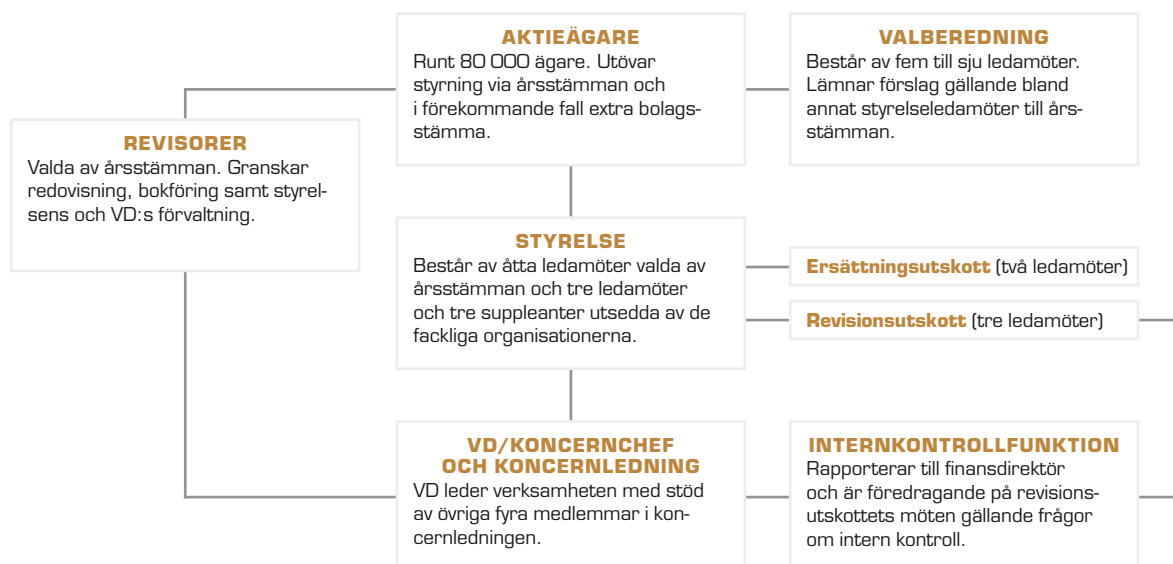 AKTIEÄGARE
Runt 80 000 ägare. Utövar
styrning via årsstämman och
i förekommande fall extra bolags-
stämma.
VALBEREDNING
Består av fem till sju ledamöter.
Lämnar förslag gällande bland
annat styrelseledamöter till års-
stämman.
REVISORER
Valda av årsstämman. Granskar
redovisning, bokföring samt styrel-
sens och VD:s förvaltning.
STYRELSE
Består av åtta ledamöter valda av
årsstämman och tre ledamöter
och tre suppleanter utsedda av de
fackliga organisationerna.
Ersättningsutskott (två ledamöter)
Revisionsutskott (tre ledamöter)
VD/KONCERNCHEF
OCH KONCERNLEDNING
VD leder verksamheten med stöd
av övriga fyra medlemmar i kon-
cernledningen.
INTERNKONTROLLFUNKTION
Rapporterar till finansdirektör
och är föredragande på revisions-
utskottets möten gällande frågor
om intern kontroll.